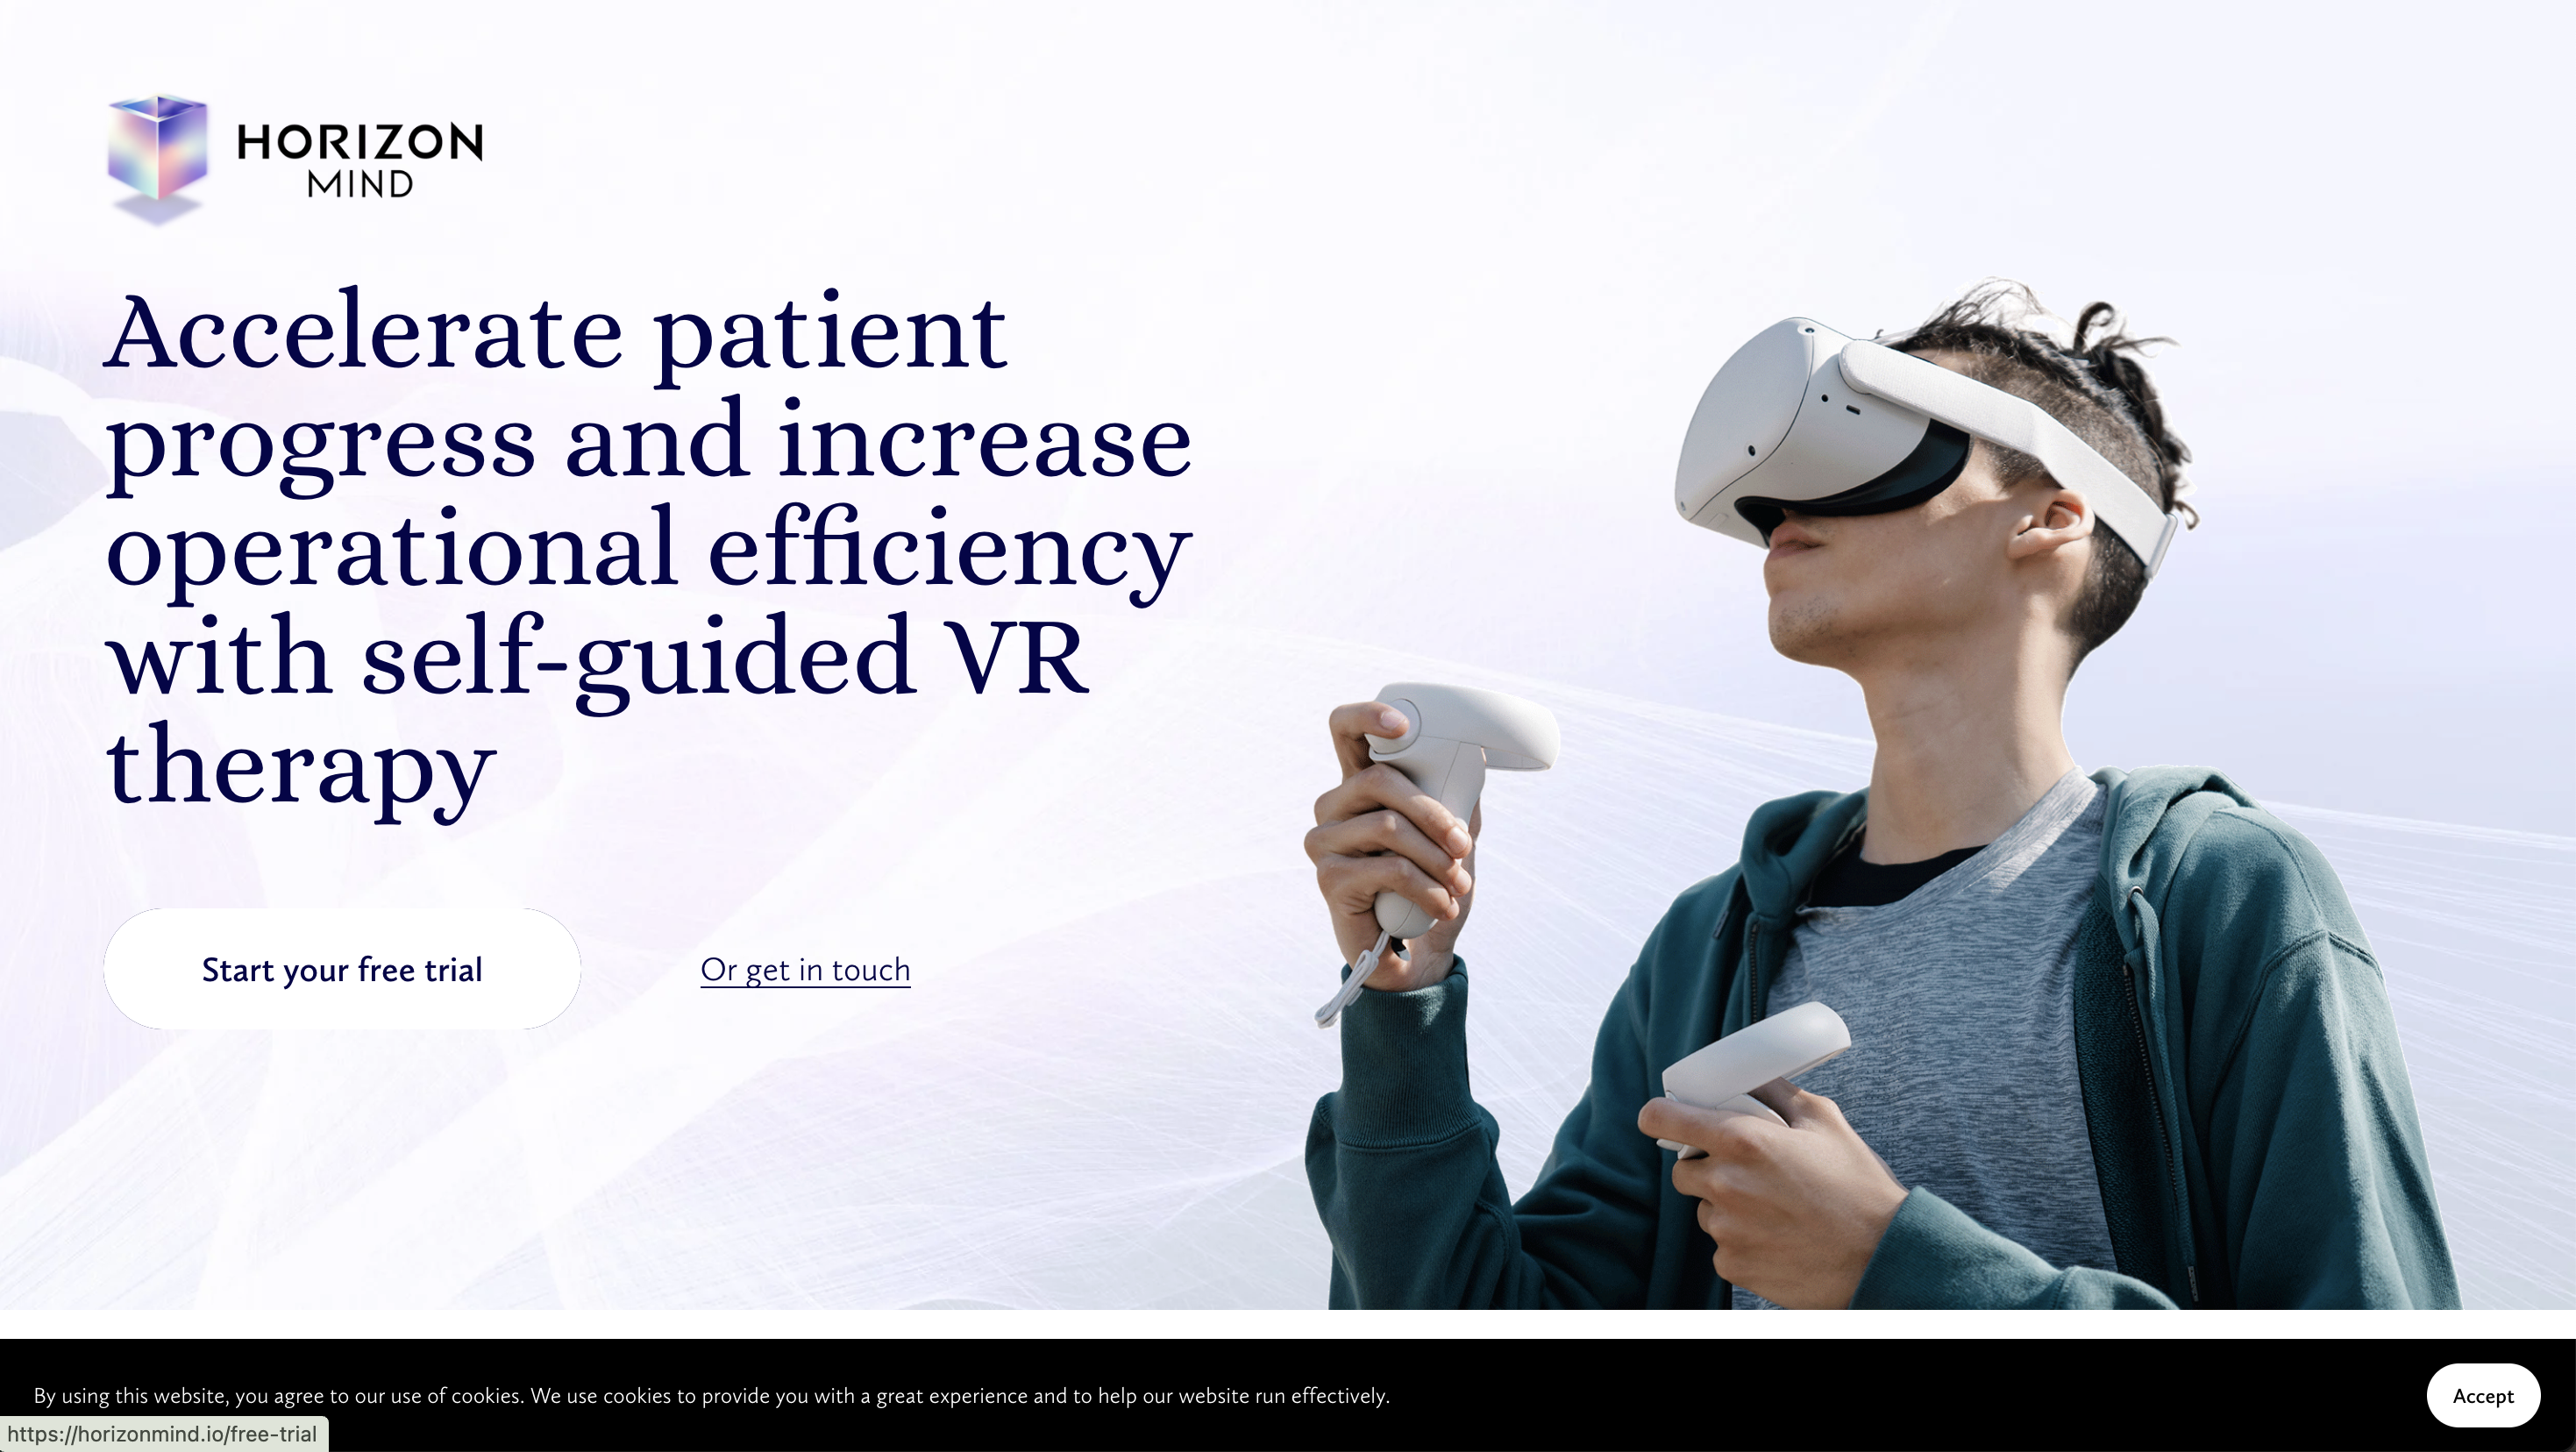 HORIZON
MIND
Accelerate patient
progress and increase
operational efficiency
with self-guided VR
therapy
Start your free trial
Or get in touch
By using this website, you agree to our use of cookies. We use cookies to provide you with a great experience and to help our website run effectively.
Accept
https://horizonmind.io/free-trial